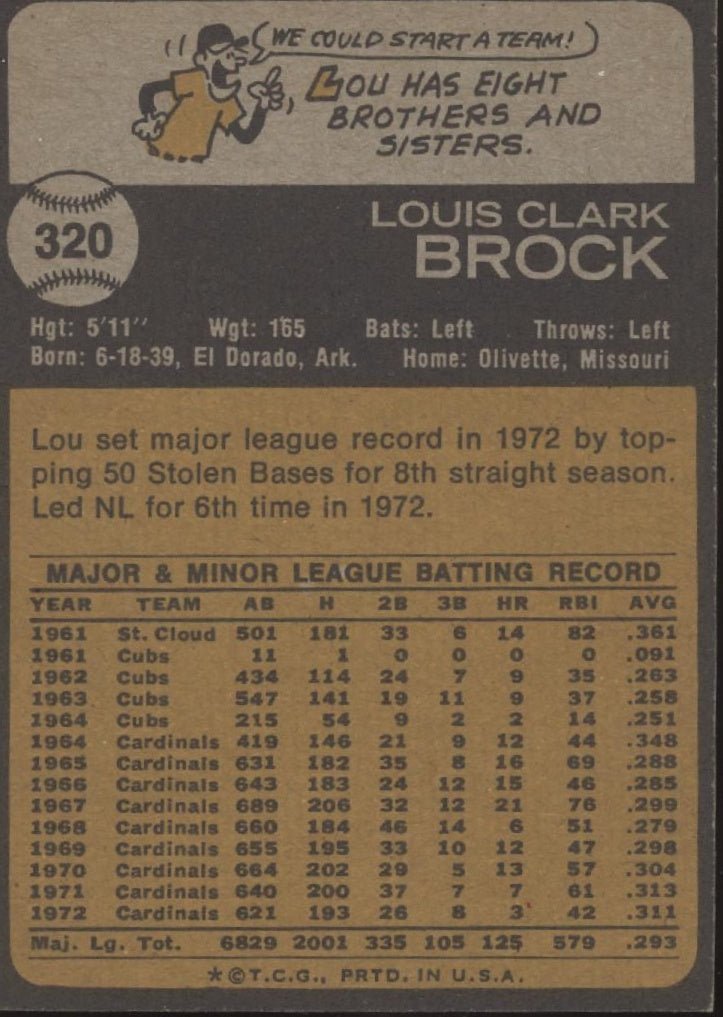 WE COULD START A TEAM!
LOU HAS EIGHT
BROTHERS AND
SISTERS.
320
LOUIS CLARK
BROCK
Hgt: 5'11" Wgt: 165 Bats: Left Throws: Left
Born: 6-18-39, El Dorado, Ark. Home: Olivette, Missouri
Lou set major league record in 1972 by top-
ping 50 Stolen Bases for 8th straight season.
Led NL for 6th time in 1972.
MAJOR & MINOR LEAGUE BATTING RECORD
YEAR TEAM AB H 2B 3B HR RBI AVG
1961 St. Cloud 501 181 33 6 14 82 .361
1961 Cubs 11 1 0 0 0 0 .091
1962 Cubs 434 114 24 7 9 35 .263
1963 Cubs 547 141 19 11 9 37 .258
1964 Cubs 215 54 9 2 2 14 .251
1964 Cardinals 419 146 21 9 12 44 .348
1965 Cardinals 631 182 35 8 16 69 .288
1966 Cardinals 643 183 24 12 15 46 .285
1967 Cardinals 689 206 32 12 21 76 .299
1968 Cardinals 660 184 46 14 6 51 .279
1969 Cardinals 655 195 33 10 12 47 .298
1970 Cardinals 664 202 29 5 13 57 .304
1971 Cardinals 640 200 37 7 7 61 .313
1972 Cardinals 621 193 26 8 3 42 .311
Maj. Lg. Tot. 6829 2001 335 105 125 579 .293
*©T.C.G., PRTD. IN U.S.A.